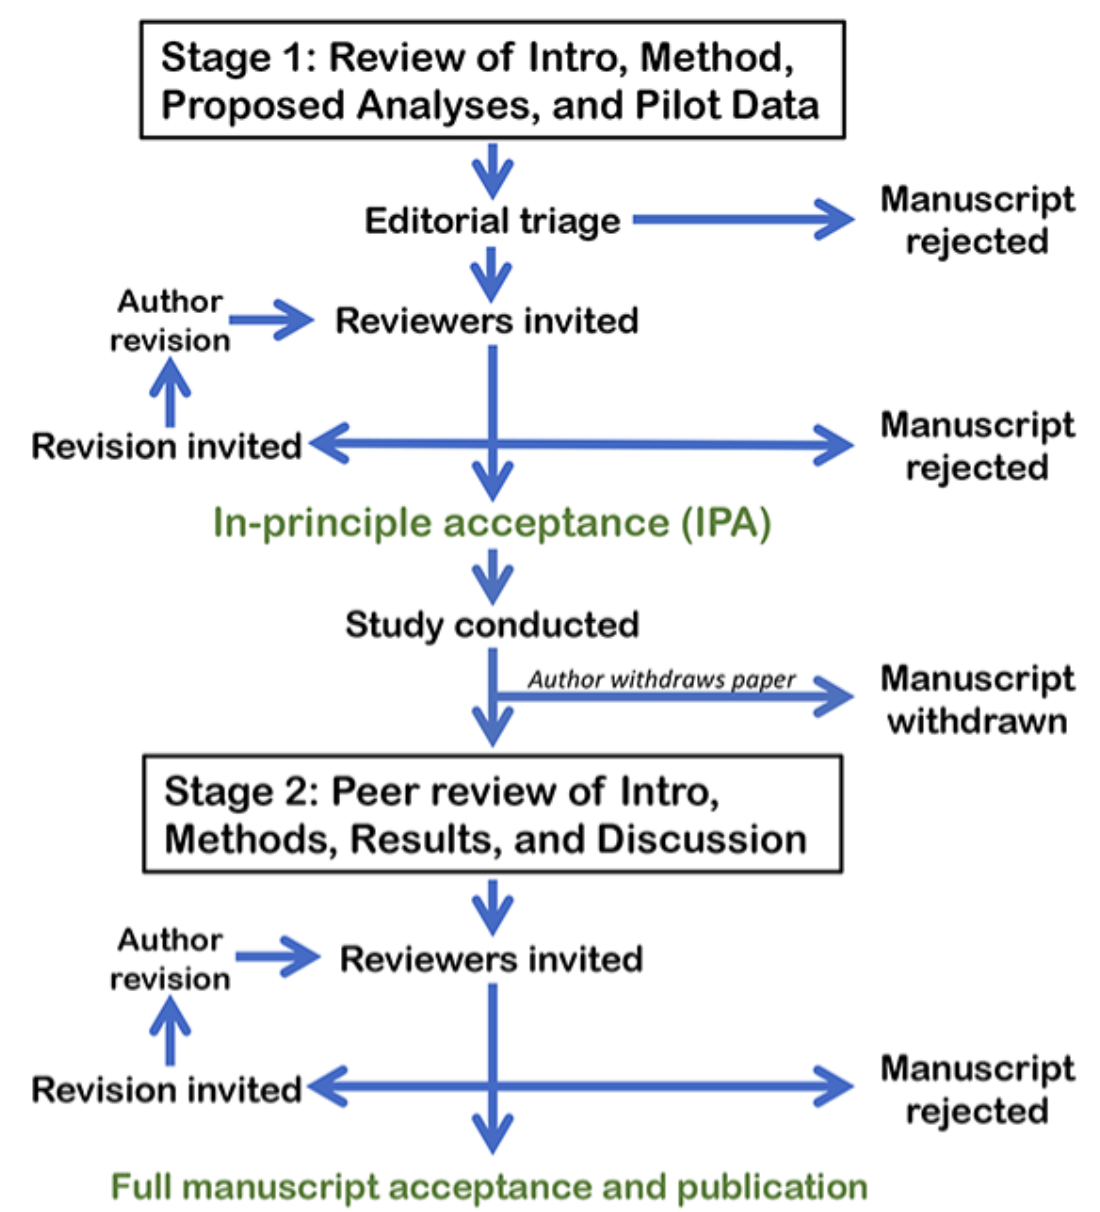 Stage 1: Review of Intro, Method,
Proposed Analyses, and Pilot Data
Editorial triage
Manuscript
rejected
Author
revision
Reviewers invited
Revision invited
Manuscript
rejected
In-principle acceptance (IPA)
Study conducted
Author withdraws paper
Manuscript
withdrawn
Stage 2: Peer review of Intro,
Methods, Results, and Discussion
Author
revision
Reviewers invited
Revision invited
Manuscript
rejected
Full manuscript acceptance and publication